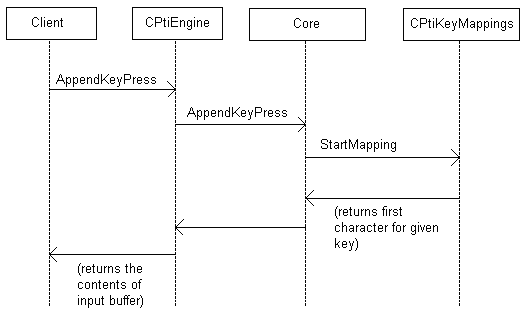 Client
CPtiEngine
Core
CPtiKeyMappings
AppendKeyPress
AppendKeyPress
StartMapping
(returns first
character for given
key)
(returns the
contents of
input buffer)